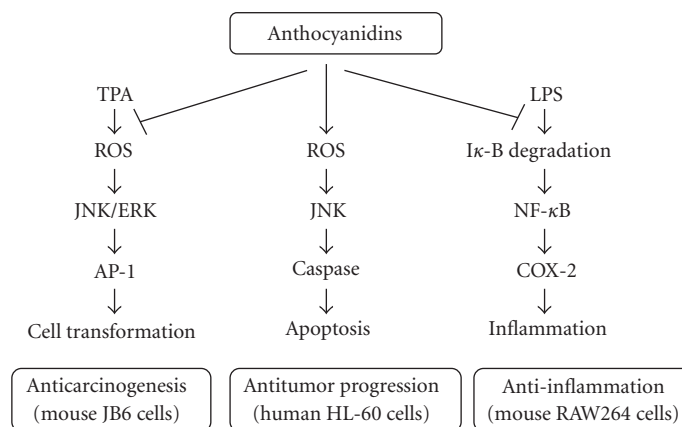 Anthocyanidins
TPA
LPS
ROS
ROS
Iκ-B degradation
JNK/ERK
JNK
NF-κB
AP-1
Caspase
COX-2
Cell transformation
Apoptosis
Inflammation
Anticarcinogenesis
(mouse JB6 cells)
Antitumor progression
(human HL-60 cells)
Anti-inflammation
(mouse RAW264 cells)